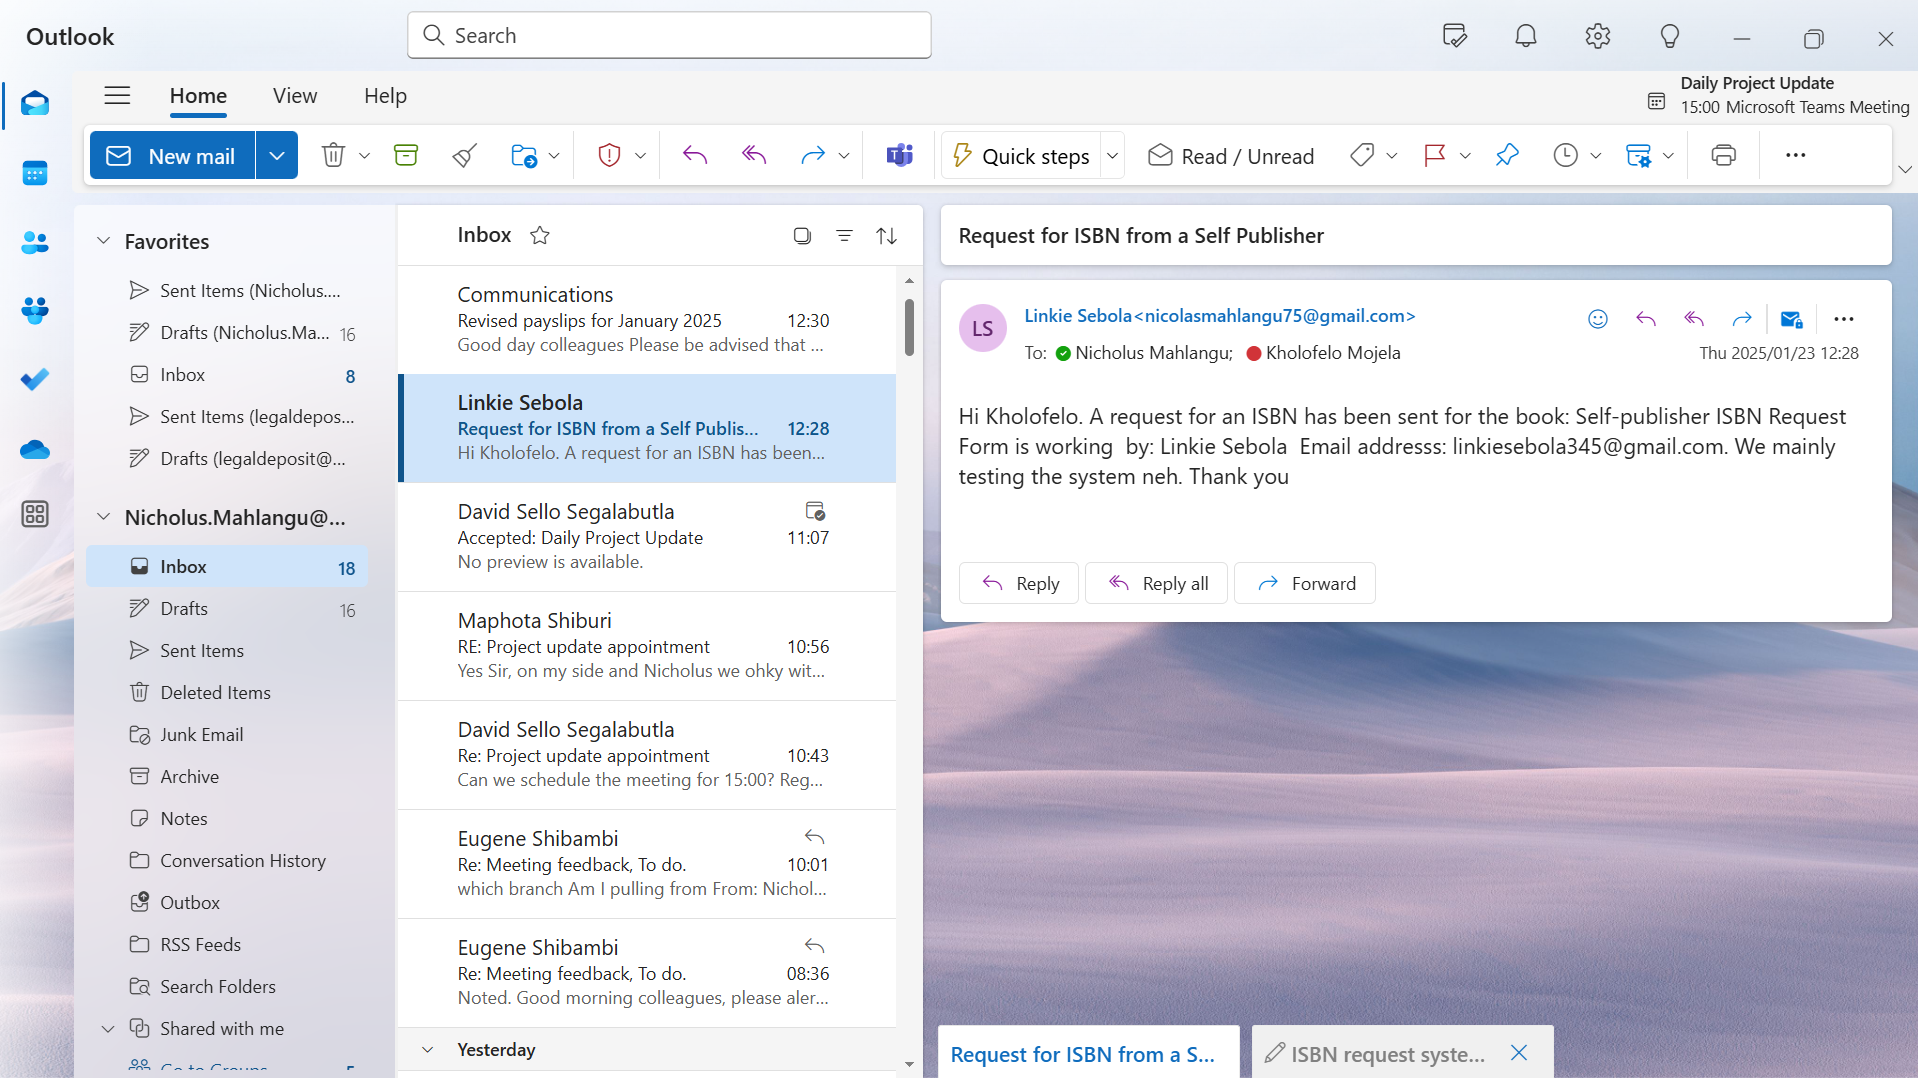 Outlook
Search
Home
View
Help
Daily Project Update
15:00 Microsoft Teams Meeting
New mail
Quick steps
Read / Unread
Favorites
Sent Items (Nicholus....
Drafts (Nicholus.Ma... 16
Inbox 8
Sent Items (legaldepos...
Drafts (legaldeposit@...
Nicholus.Mahlangu@...
Inbox 18
Drafts 16
Sent Items
Deleted Items
Junk Email
Archive
Notes
Conversation History
Outbox
RSS Feeds
Search Folders
Shared with me
Go to Groups 5
Inbox
Communications
Revised payslips for January 2025 12:30
Good day colleagues Please be advised that ...
Linkie Sebola
Request for ISBN from a Self Publis... 12:28
Hi Kholofelo. A request for an ISBN has been...
David Sello Segalabutla
Accepted: Daily Project Update 11:07
No preview is available.
Maphota Shiburi
RE: Project update appointment 10:56
Yes Sir, on my side and Nicholus we ohky wit...
David Sello Segalabutla
Re: Project update appointment 10:43
Can we schedule the meeting for 15:00? Reg...
Eugene Shibambi
Re: Meeting feedback, To do. 10:01
which branch Am I pulling from From: Nichol...
Eugene Shibambi
Re: Meeting feedback, To do. 08:36
Noted. Good morning colleagues, please aler...
Yesterday
Request for ISBN from a Self Publisher
LS
Linkie Sebola<nicolasmahlangu75@gmail.com>
To: Nicholus Mahlangu; Kholofelo Mojela
Thu 2025/01/23 12:28
Hi Kholofelo. A request for an ISBN has been sent for the book: Self-publisher ISBN Request
Form is working  by: Linkie Sebola  Email addresss: linkiesebola345@gmail.com. We mainly
testing the system neh. Thank you
Reply
Reply all
Forward
Request for ISBN from a S...
ISBN request syste...